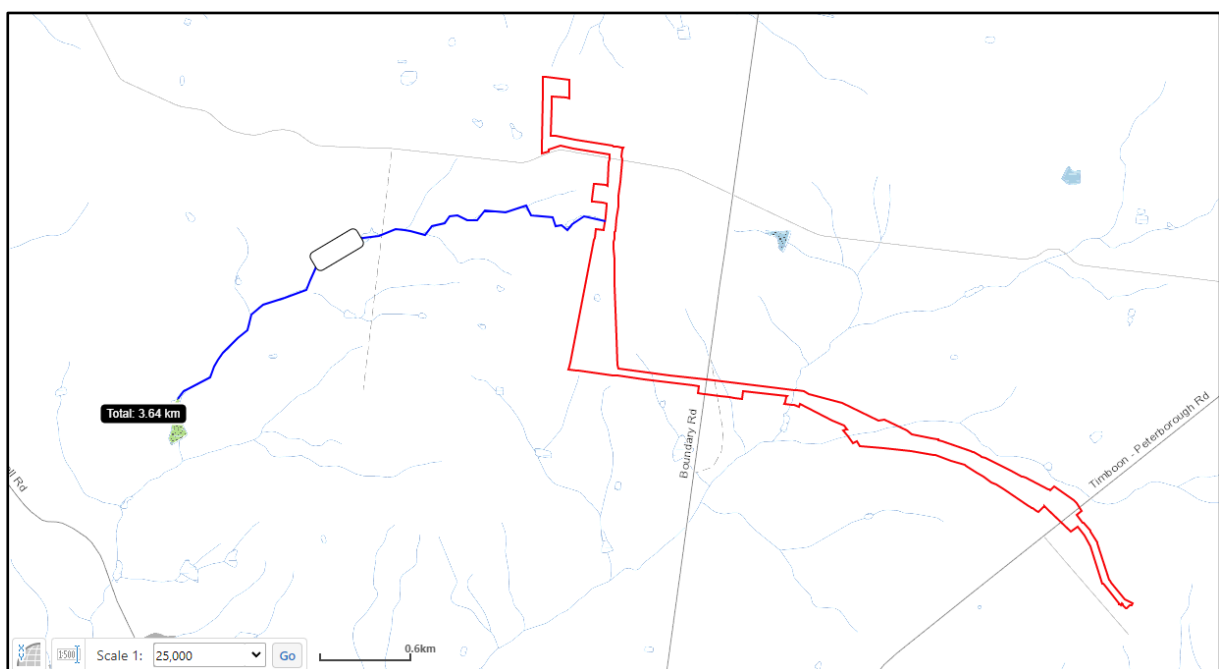 Total: 3.64 km
Boundary Rd
Timboon - Peterborough Rd
Rd
X Y
1:500
Scale 1:
25,000
Go
0.6km